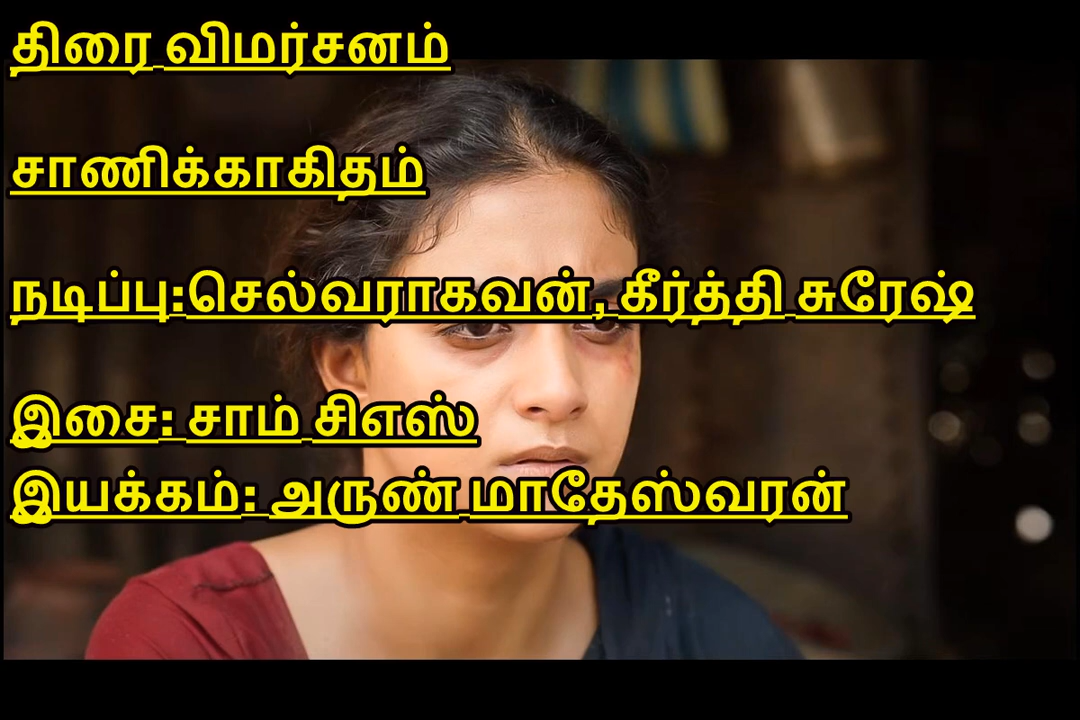 திரை விமர்சனம்
சாணிக்காகிதம்
நடிப்பு:செல்வராகவன், கீர்த்தி சுரேஷ்
இசை: சாம் சிஎஸ்
இயக்கம்: அருண் மாதேஸ்வரன்